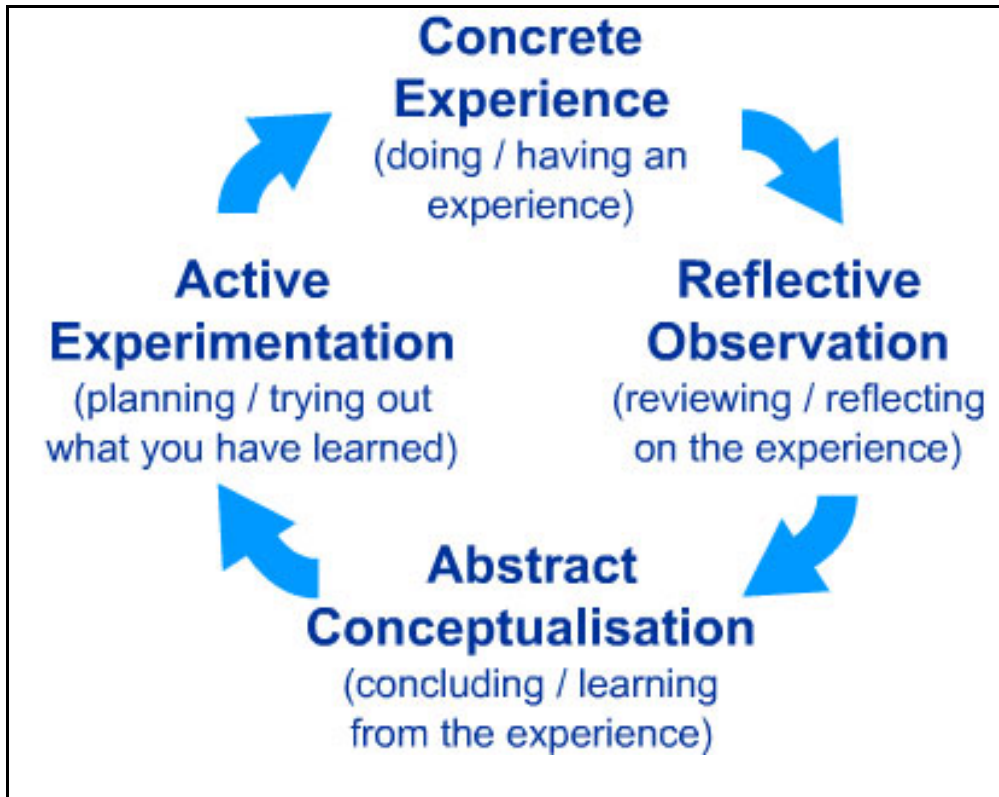 Concrete
Experience
(doing / having an
experience)
Reflective
Observation
(reviewing / reflecting
on the experience)
Abstract
Conceptualisation
(concluding / learning
from the experience)
Active
Experimentation
(planning / trying out
what you have learned)